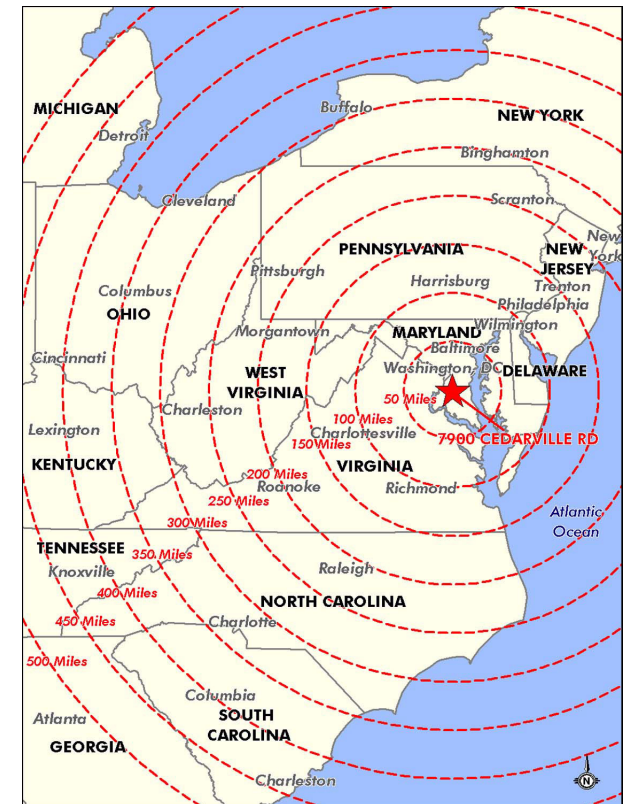 MICHIGAN
Detroit
Buffalo
NEW YORK
Binghamton
Cleveland
Scranton
New
York
PENNSYLVANIA
NEW
JERSEY
Pittsburgh
Harrisburg
Trenton
Columbus
OHIO
Philadelphia
Wilmington
Morgantown
MARYLAND
Baltimore
Cincinnati
WEST
VIRGINIA
Washington, DC
DELAWARE
50 Miles
Charleston
100 Miles
Lexington
Charlottesville
7900 CEDARVILLE RD
150 Miles
KENTUCKY
VIRGINIA
200 Miles
Roanoke
Richmond
250 Miles
Atlantic
Ocean
300 Miles
TENNESSEE
350 Miles
Knoxville
Raleigh
400 Miles
NORTH CAROLINA
450 Miles
Charlotte
500 Miles
Columbia
Atlanta
SOUTH
CAROLINA
GEORGIA
Charleston
N